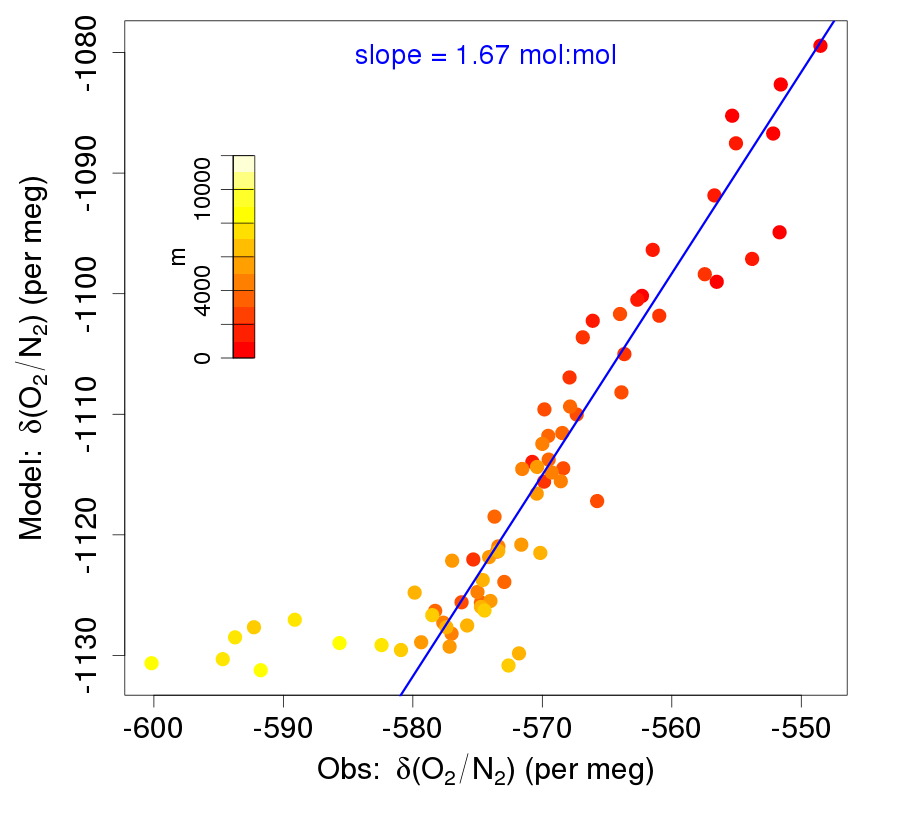 slope = 1.67 mol:mol
-1080
-1090
-1100
-1110
-1120
-1130
Model: δ(O₂/N₂) (per meg)
10000
4000
0
m
-600 -590 -580 -570 -560 -550
Obs: δ(O₂/N₂) (per meg)